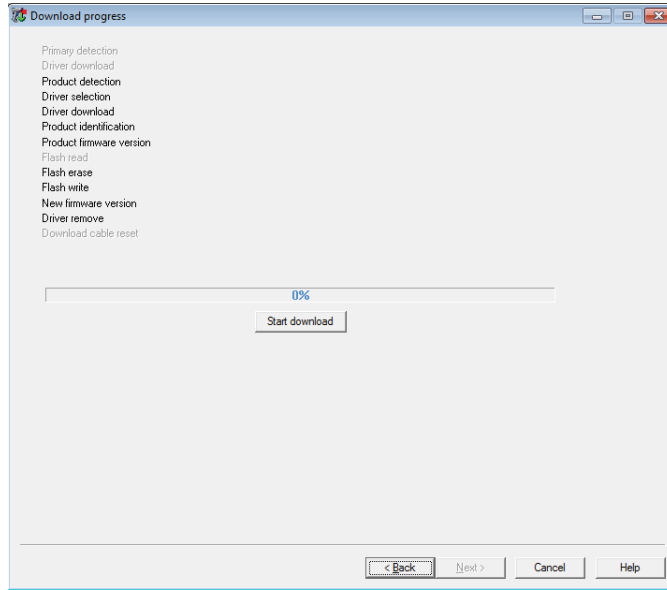 Download progress
Primary detection
Driver download
Product detection
Driver selection
Driver download
Product identification
Product firmware version
Flash read
Flash erase
Flash write
New firmware version
Driver remove
Download cable reset
0%
Start download
< Back Next > Cancel Help